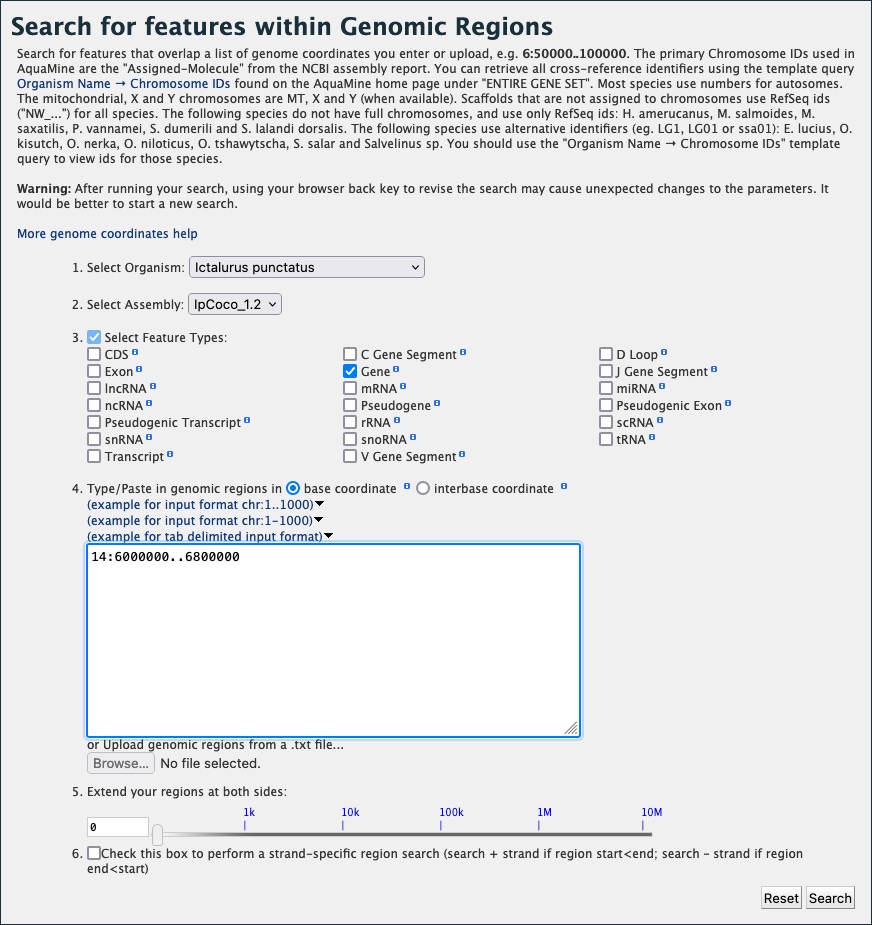 Search for features within Genomic Regions
Search for features that overlap a list of genome coordinates you enter or upload, e.g. 6:50000..100000. The primary Chromosome IDs used in
AquaMine are the "Assigned-Molecule" from the NCBI assembly report. You can retrieve all cross-reference identifiers using the template query
Organism Name → Chromosome IDs found on the AquaMine home page under "ENTIRE GENE SET". Most species use numbers for autosomes.
The mitochondrial, X and Y chromosomes are MT, X and Y (when available). Scaffolds that are not assigned to chromosomes use RefSeq ids
("NW_...") for all species. The following species do not have full chromosomes, and use only RefSeq ids: H. amerucanus, M. salmoides, M.
saxatilis, P. vannamei, S. dumerili and S. lalandi dorsalis. The following species use alternative identifiers (eg. LG1, LG01 or ssa01): E. lucius, O.
kisutch, O. nerka, O. niloticus, O. tshawytscha, S. salar and Salvelinus sp. You should use the "Organism Name → Chromosome IDs" template
query to view ids for those species.
Warning: After running your search, using your browser back key to revise the search may cause unexpected changes to the parameters. It
would be better to start a new search.
More genome coordinates help
1. Select Organism: Ictalurus punctatus
2. Select Assembly: IpCoco_1.2
3. Select Feature Types:
CDS C Gene Segment D Loop
Exon Gene J Gene Segment
lncRNA mRNA miRNA
ncRNA Pseudogene Pseudogenic Exon
Pseudogenic Transcript rRNA scRNA
snRNA snoRNA tRNA
Transcript V Gene Segment
4. Type/Paste in genomic regions in base coordinate interbase coordinate
(example for input format chr:1..1000)
(example for input format chr:1-1000)
(example for tab delimited input format)
14:6000000..6800000
or Upload genomic regions from a .txt file...
Browse... No file selected.
5. Extend your regions at both sides:
1k 10k 100k 1M 10M
0
6. Check this box to perform a strand-specific region search (search + strand if region start<end; search - strand if region
end<start)
Reset Search